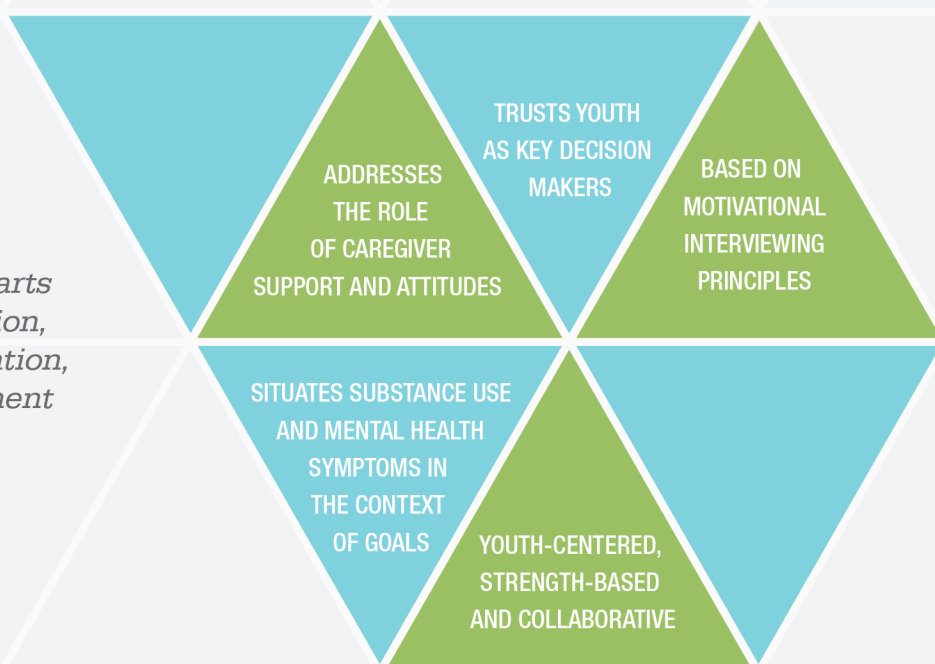 ADDRESSES
THE ROLE
OF CAREGIVER
SUPPORT AND ATTITUDES
TRUSTS YOUTH
AS KEY DECISION
MAKERS
BASED ON
MOTIVATIONAL
INTERVIEWING
PRINCIPLES
SITUATES SUBSTANCE USE
AND MENTAL HEALTH
SYMPTOMS IN
THE CONTEXT
OF GOALS
YOUTH-CENTERED,
STRENGTH-BASED
AND COLLABORATIVE